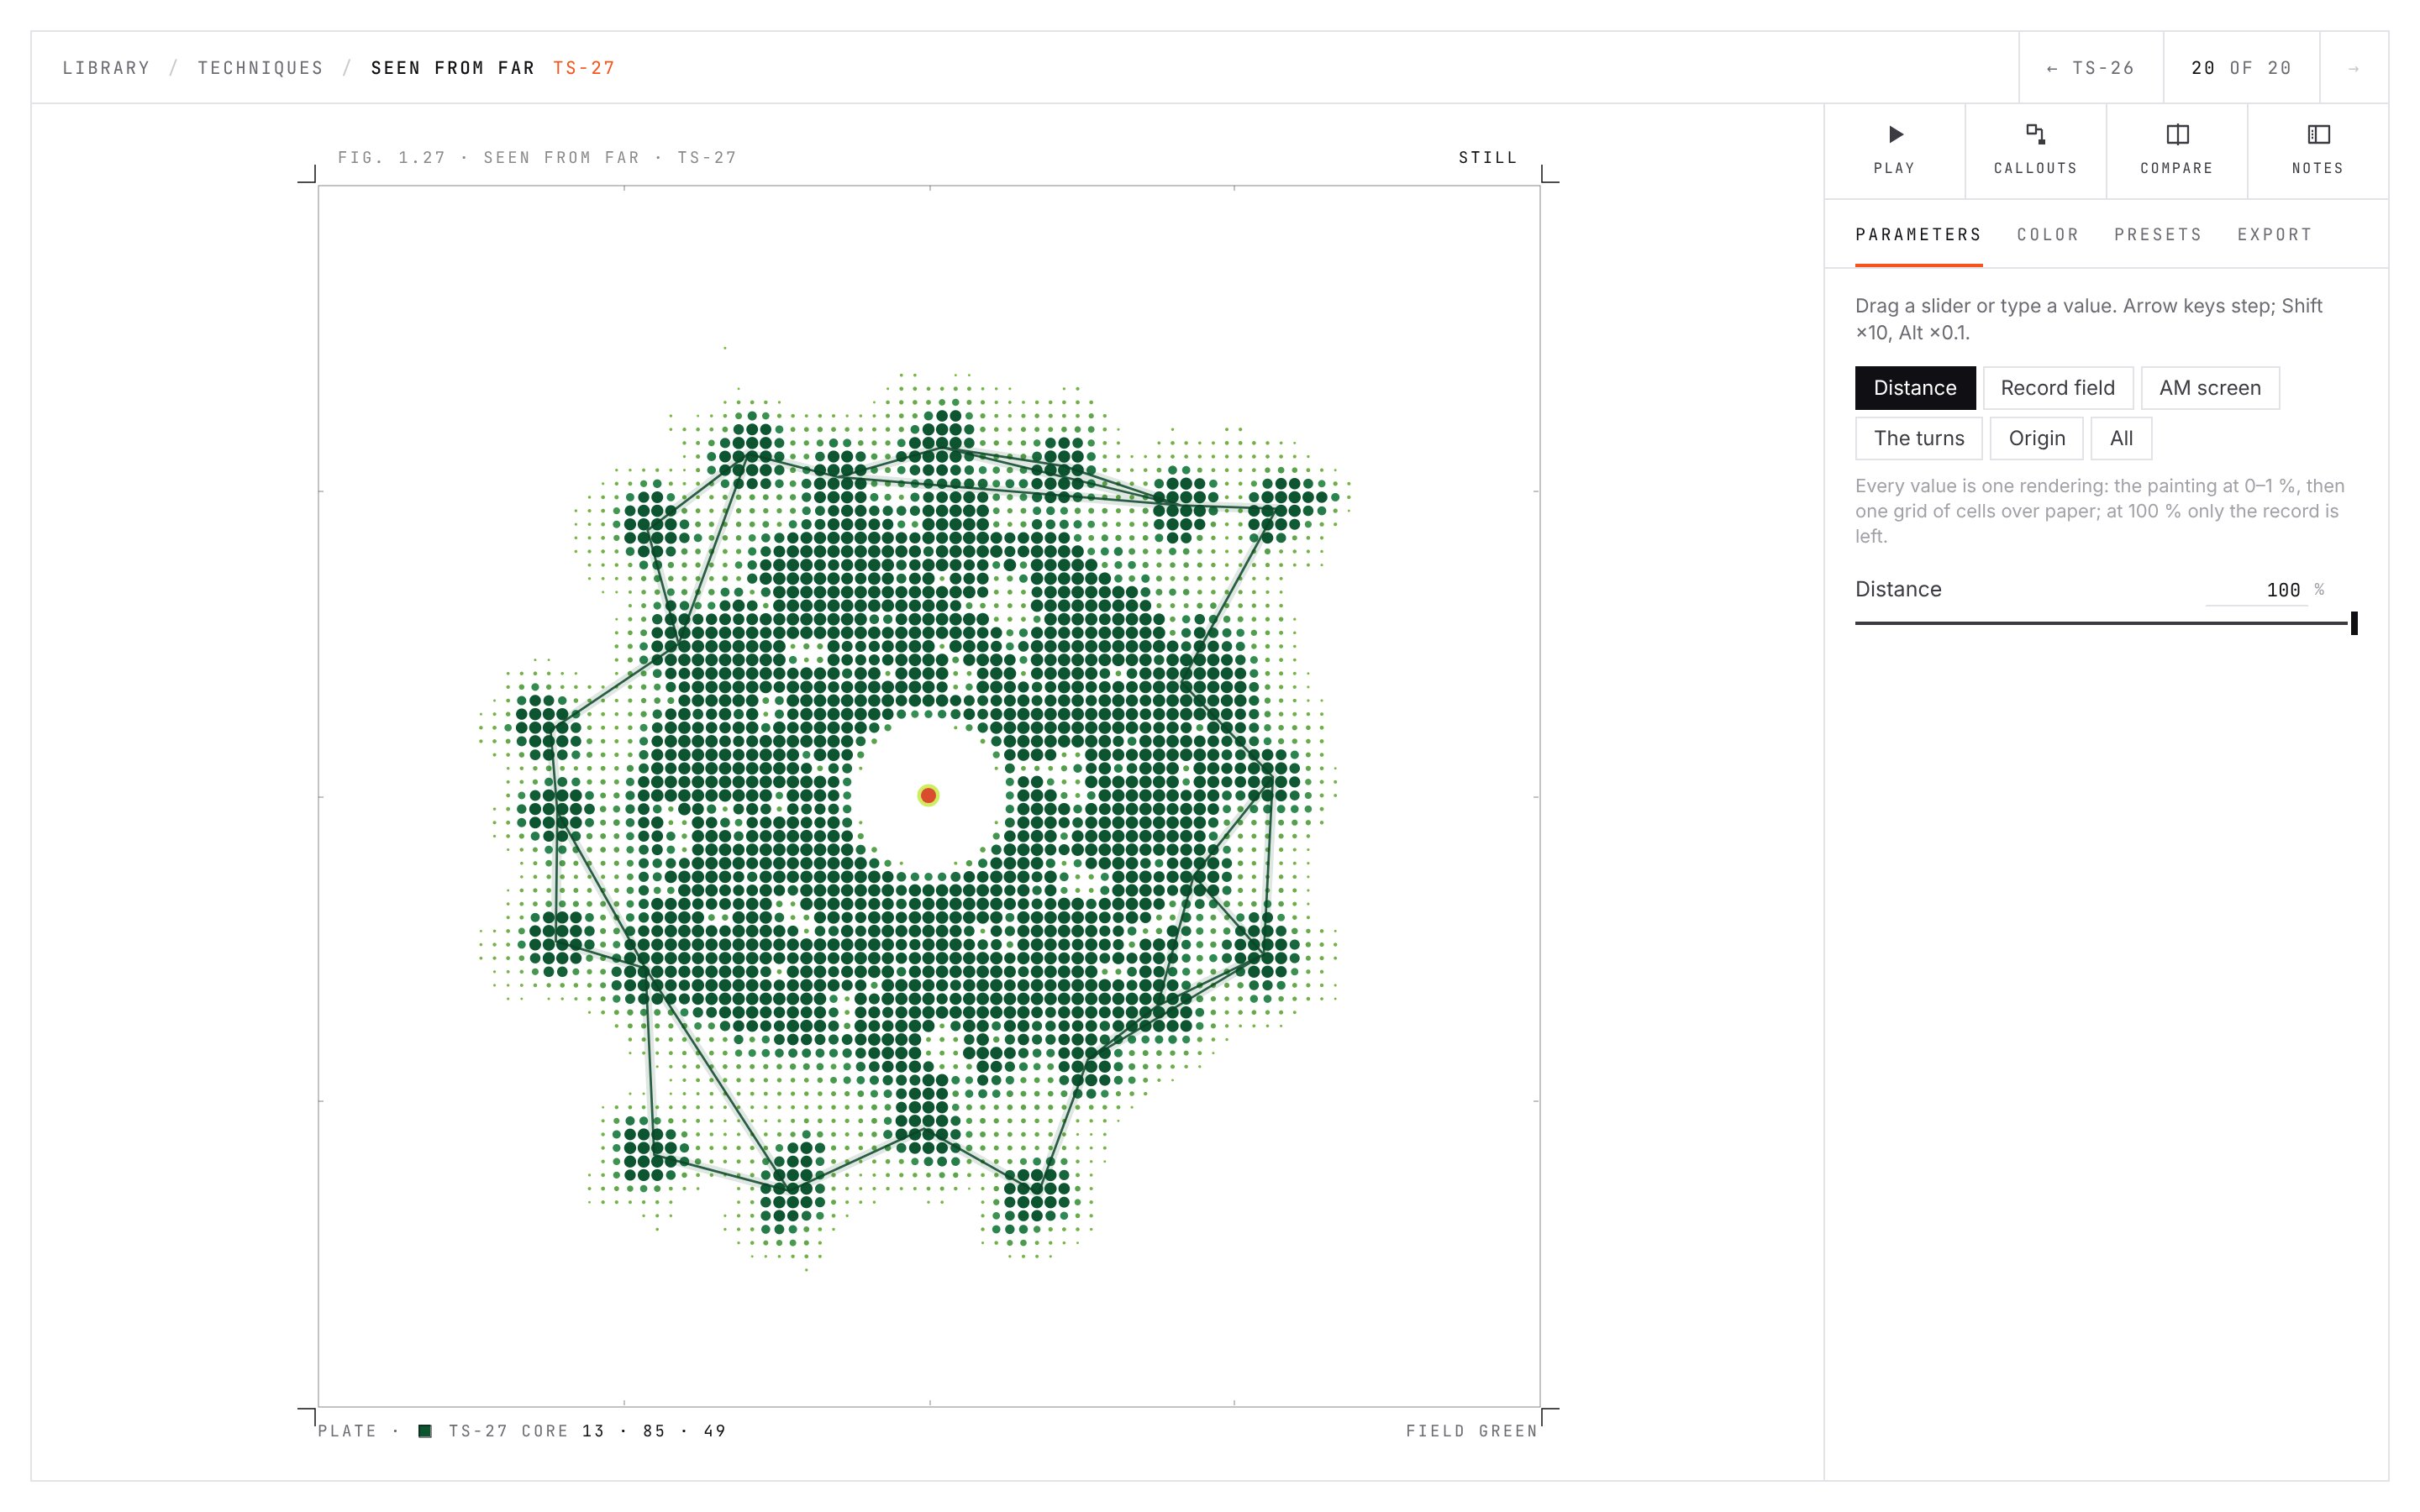 LIBRARY / TECHNIQUES / SEEN FROM FAR TS-27
← TS-26
20 OF 20
→
FIG. 1.27 · SEEN FROM FAR · TS-27
STILL
PLAY
CALLOUTS
COMPARE
NOTES
PARAMETERS
COLOR
PRESETS
EXPORT
Drag a slider or type a value. Arrow keys step; Shift
×10, Alt ×0.1.
Distance
Record field
AM screen
The turns
Origin
All
Every value is one rendering: the painting at 0–1 %, then
one grid of cells over paper; at 100 % only the record is
left.
Distance
100 %
PLATE · TS-27 CORE 13 · 85 · 49
FIELD GREEN